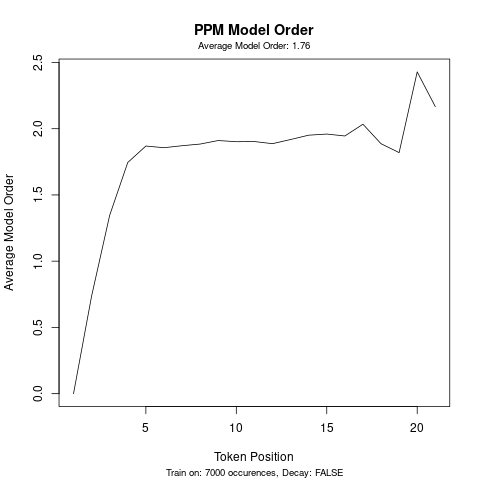 PPM Model Order
Average Model Order: 1.76
Average Model Order
2.5
2.0
1.5
1.0
0.5
0.0
5 10 15 20
Token Position
Train on: 7000 occurences, Decay: FALSE